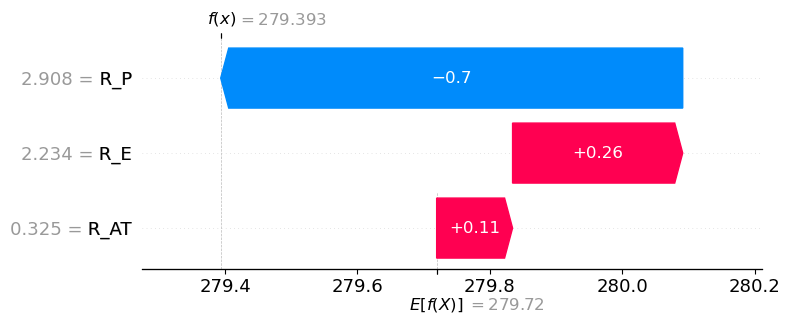 f(x) = 279.393
2.908 = R_P
−0.7
2.234 = R_E
+0.26
0.325 = R_AT
+0.11
279.4 279.6 279.8 280.0 280.2
E[f(X)] = 279.72